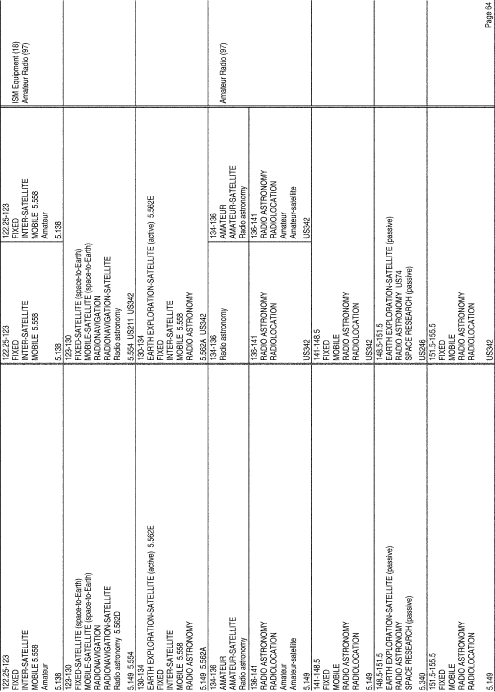 122.25-123
FIXED
INTER-SATELLITE
MOBILE 5.558
Amateur
5.138
123-130
FIXED-SATELLITE (space-to-Earth)
MOBILE-SATELLITE (space-to-Earth)
RADIONAVIGATION
RADIONAVIGATION-SATELLITE
Radio astronomy 5.562D
5.149 5.554
130-134
EARTH EXPLORATION-SATELLITE (active) 5.562E
FIXED
INTER-SATELLITE
MOBILE 5.558
RADIO ASTRONOMY
5.149 5.562A
134-136
AMATEUR
AMATEUR-SATELLITE
Radio astronomy
136-141
RADIO ASTRONOMY
RADIOLOCATION
Amateur
Amateur-satellite
5.149
141-148.5
FIXED
MOBILE
RADIO ASTRONOMY
RADIOLOCATION
5.149
148.5-151.5
EARTH EXPLORATION-SATELLITE (passive)
RADIO ASTRONOMY
SPACE RESEARCH (passive)
5.340
151.5-155.5
FIXED
MOBILE
RADIO ASTRONOMY
RADIOLOCATION
5.149
122.25-123
FIXED
INTER-SATELLITE
MOBILE 5.558
5.138
122.25-123
FIXED
INTER-SATELLITE
MOBILE 5.558
Amateur
5.138
ISM Equipment (18)
Amateur Radio (97)
123-130
FIXED-SATELLITE (space-to-Earth)
MOBILE-SATELLITE (space-to-Earth)
RADIONAVIGATION
RADIONAVIGATION-SATELLITE
Radio astronomy
5.554 US211 US342
130-134
EARTH EXPLORATION-SATELLITE (active) 5.562E
FIXED
INTER-SATELLITE
MOBILE 5.558
RADIO ASTRONOMY
5.562A US342
134-136
Radio astronomy
134-136
AMATEUR
AMATEUR-SATELLITE
Radio astronomy
Amateur Radio (97)
136-141
RADIO ASTRONOMY
RADIOLOCATION
US342
136-141
RADIO ASTRONOMY
RADIOLOCATION
Amateur
Amateur-satellite
US342
141-148.5
FIXED
MOBILE
RADIO ASTRONOMY
RADIOLOCATION
US342
148.5-151.5
EARTH EXPLORATION-SATELLITE (passive)
RADIO ASTRONOMY US74
SPACE RESEARCH (passive)
US246
151.5-155.5
FIXED
MOBILE
RADIO ASTRONOMY
RADIOLOCATION
US342
Page 64